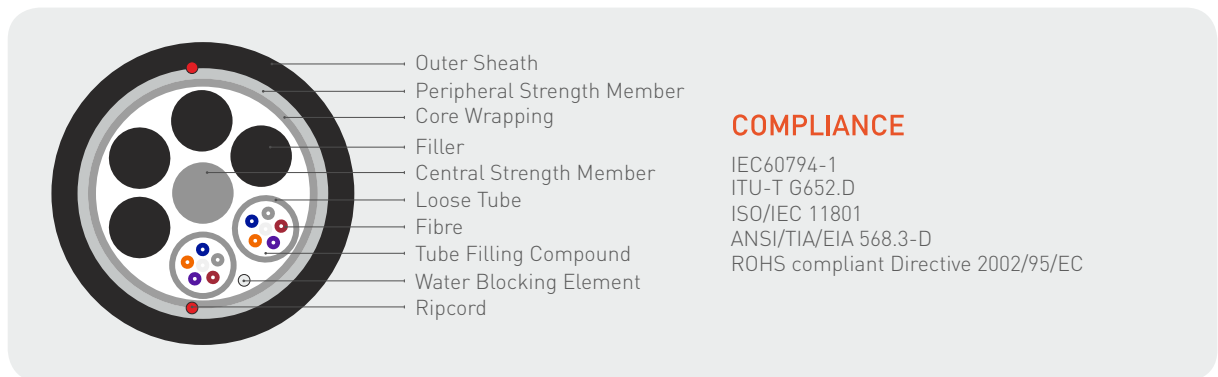 Outer Sheath
Peripheral Strength Member
Core Wrapping
Filler
Central Strength Member
Loose Tube
Fibre
Tube Filling Compound
Water Blocking Element
Ripcord
COMPLIANCE
IEC60794-1
ITU-T G652.D
ISO/IEC 11801
ANSI/TIA/EIA 568.3-D
ROHS compliant Directive 2002/95/EC